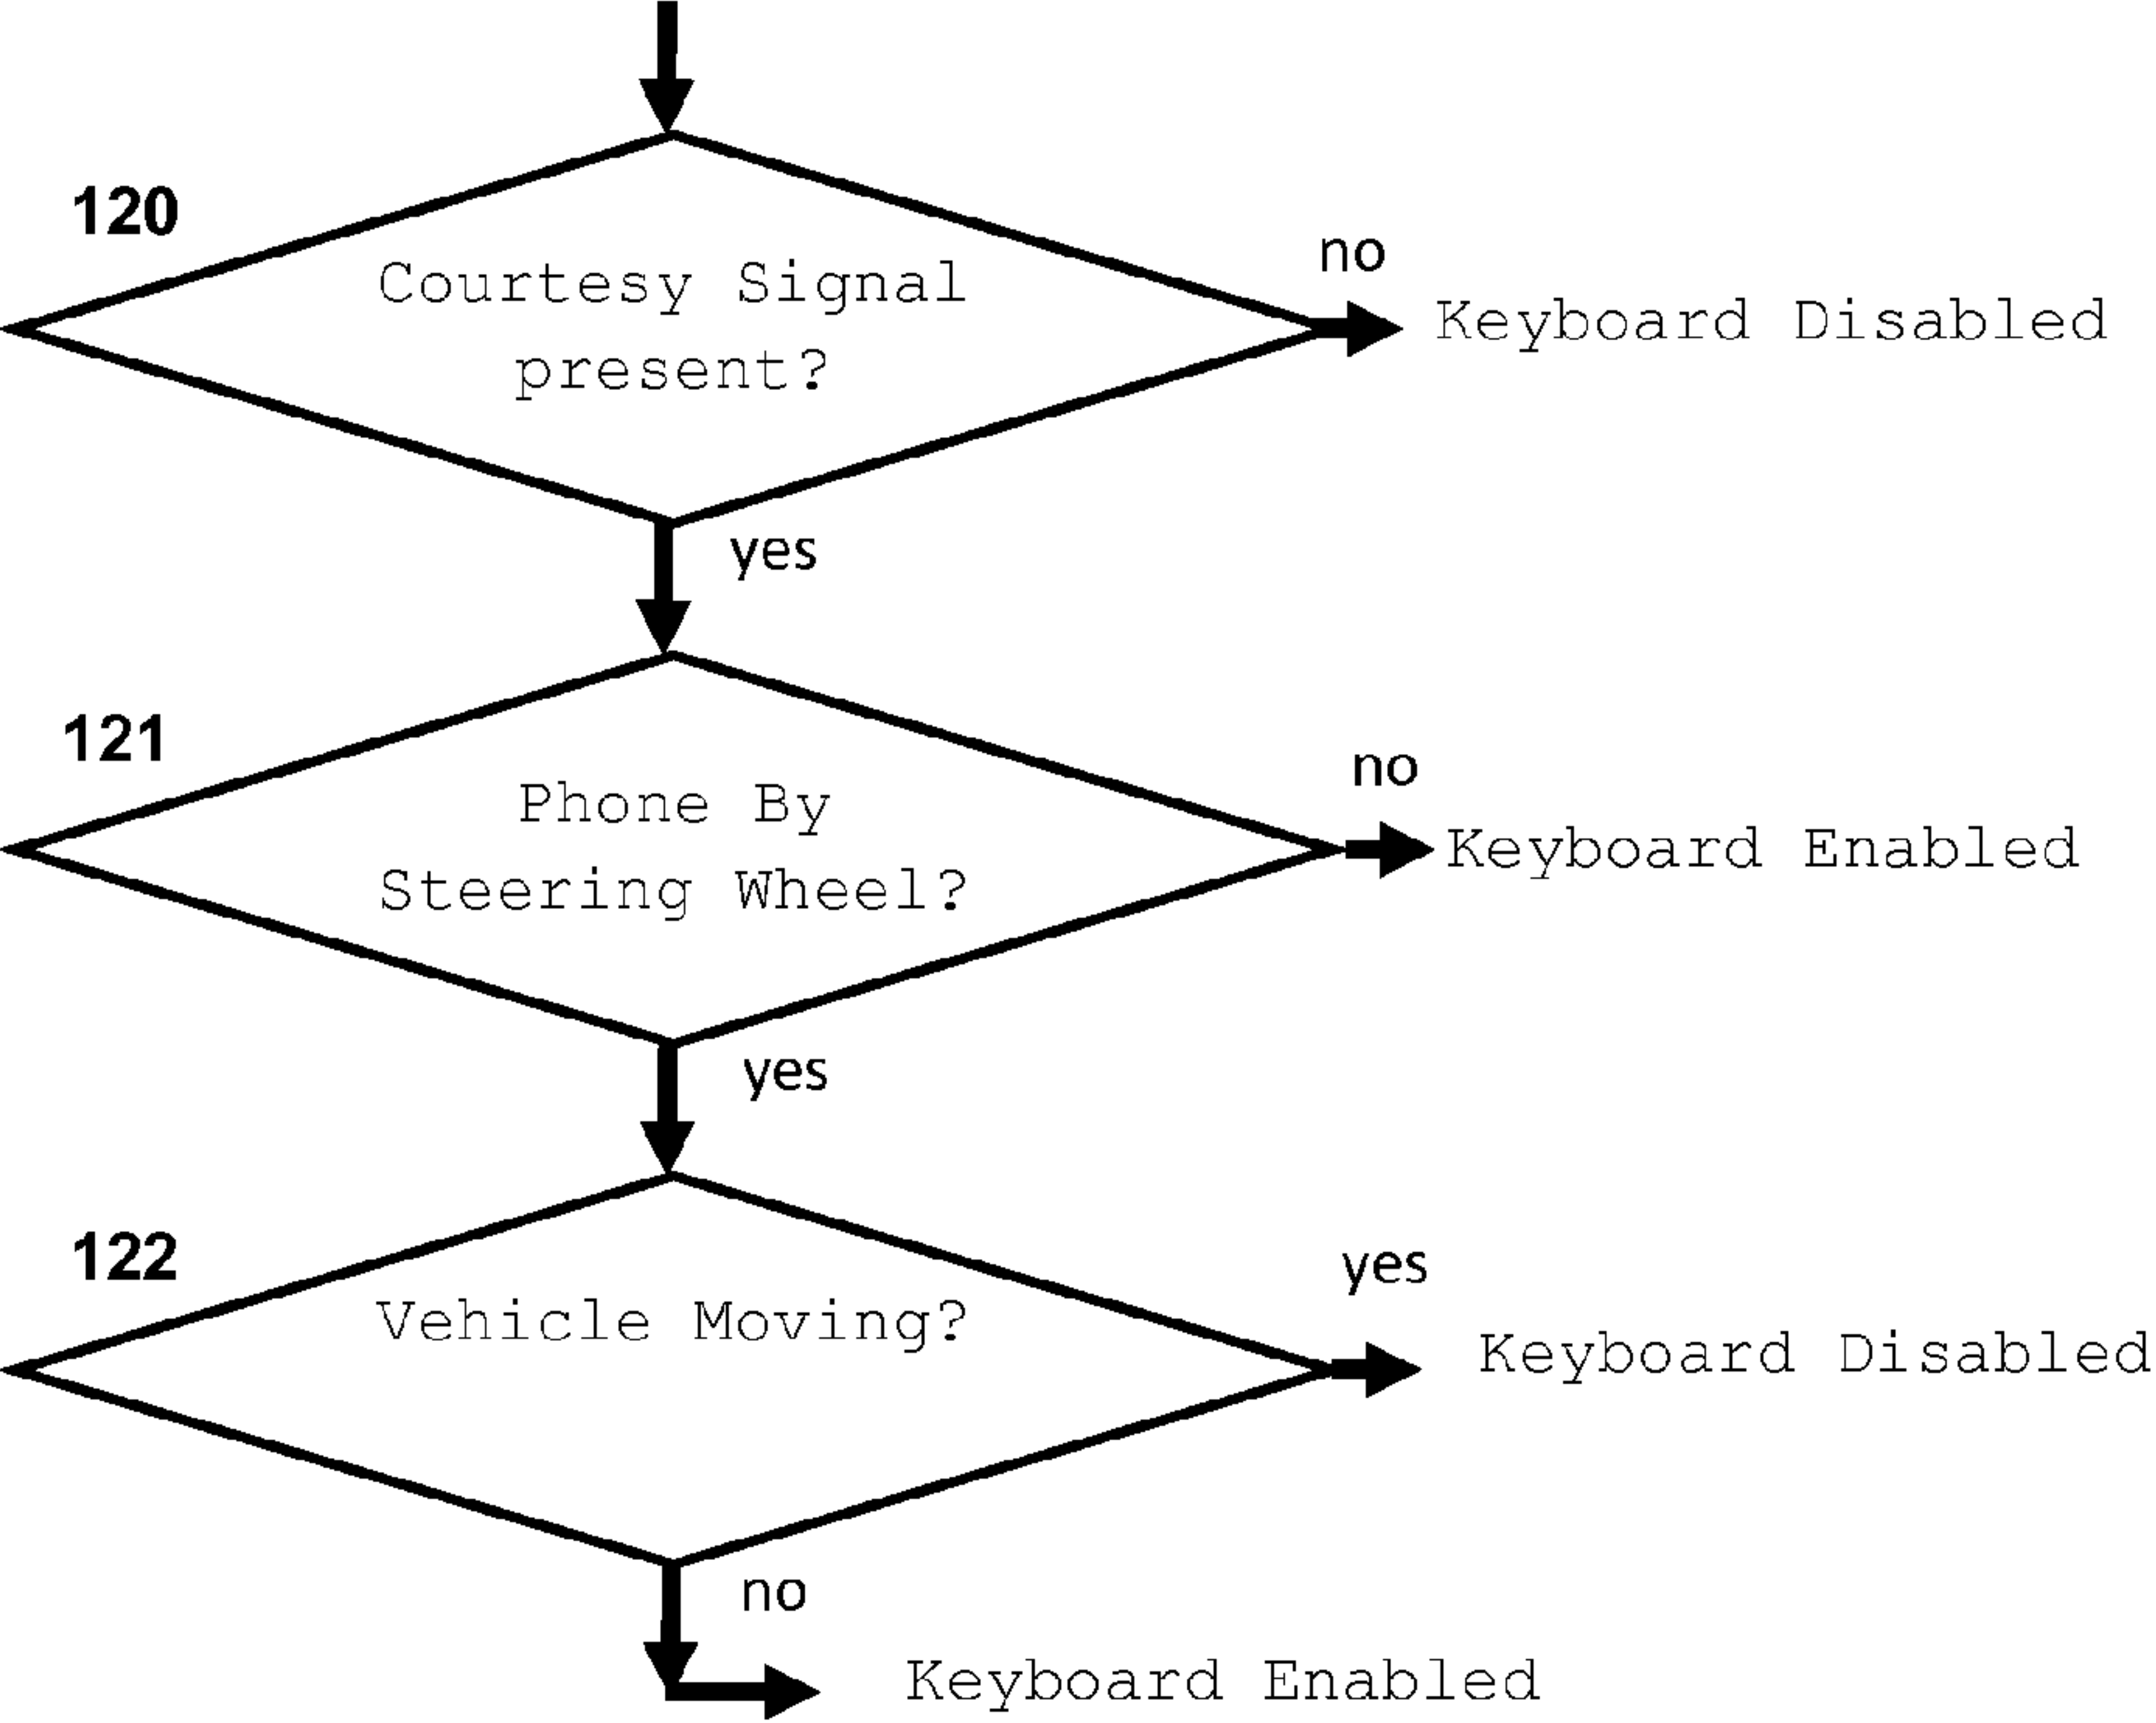 120
Courtesy Signal
present?
no
Keyboard Disabled
yes
121
Phone By
Steering Wheel?
no
Keyboard Enabled
yes
122
Vehicle Moving?
yes
Keyboard Disabled
no
Keyboard Enabled